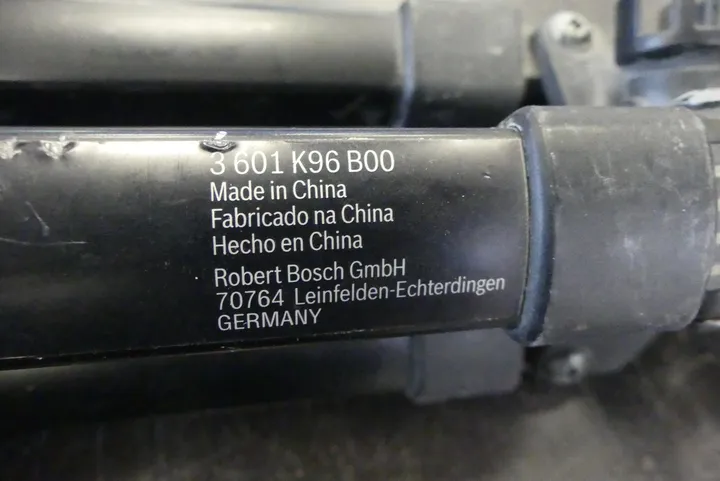 3 601 K96 B00
Made in China
Fabricado na China
Hecho en China
Robert Bosch GmbH
70764 Leinfelden-Echterdingen
GERMANY